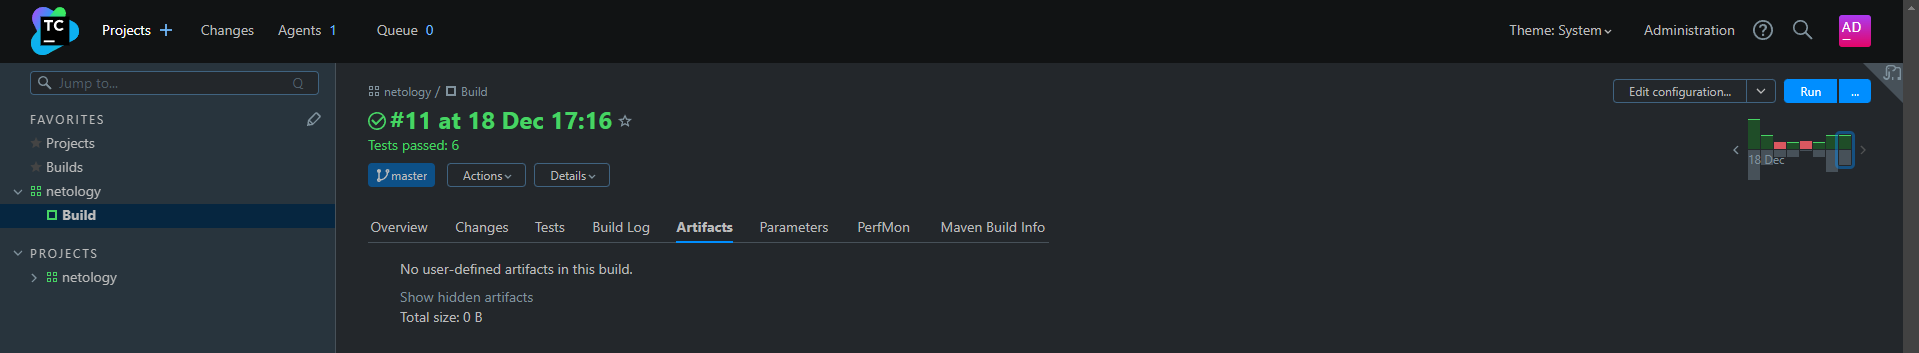 TC
Projects
Changes
Agents 1
Queue 0
Theme: System
Administration
?
AD
Jump to...
Q
netology / Build
Edit configuration...
Run
...
FAVORITES
#11 at 18 Dec 17:16
Projects
Tests passed: 6
Builds
18 Dec
master
Actions
Details
netology
Build
Overview
Changes
Tests
Build Log
Artifacts
Parameters
PerfMon
Maven Build Info
PROJECTS
netology
No user-defined artifacts in this build.
Show hidden artifacts
Total size: 0 B